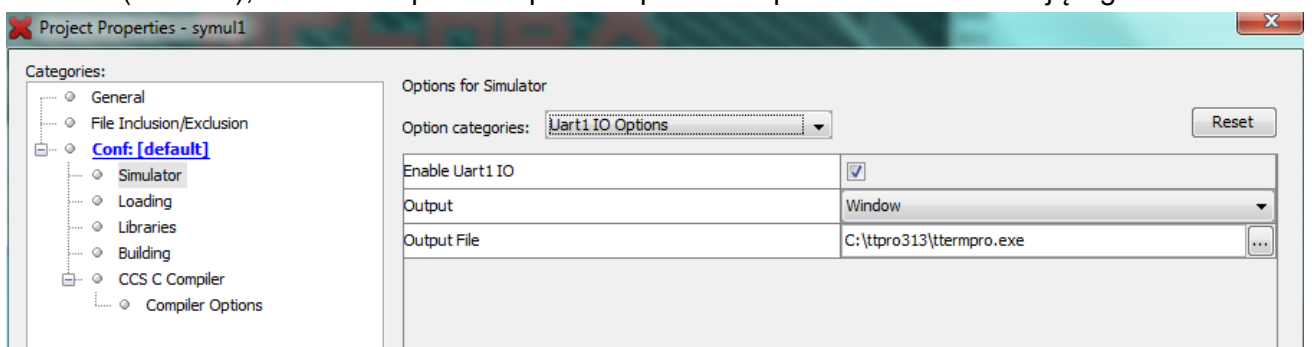 Project Properties - symul1
Categories:
General
File Inclusion/Exclusion
Conf: [default]
Simulator
Loading
Libraries
Building
CCS C Compiler
Compiler Options
Options for Simulator
Option categories: Uart1 IO Options
Reset
Enable Uart1 IO
Output Window
Output File C:\ttpro313\ttermpro.exe ...